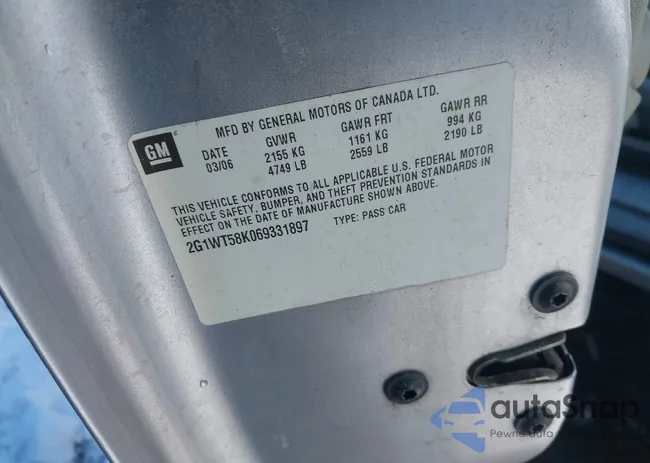 GM
MFD BY GENERAL MOTORS OF CANADA LTD.
DATE GVWR GAWR FRT GAWR RR
03/06 2155 KG 1161 KG 994 KG
4749 LB 2559 LB 2190 LB
THIS VEHICLE CONFORMS TO ALL APPLICABLE U.S. FEDERAL MOTOR
VEHICLE SAFETY, BUMPER, AND THEFT PREVENTION STANDARDS IN
EFFECT ON THE DATE OF MANUFACTURE SHOWN ABOVE.
2G1WT58K069331897 TYPE: PASS CAR
autoSnap
Pewne auto